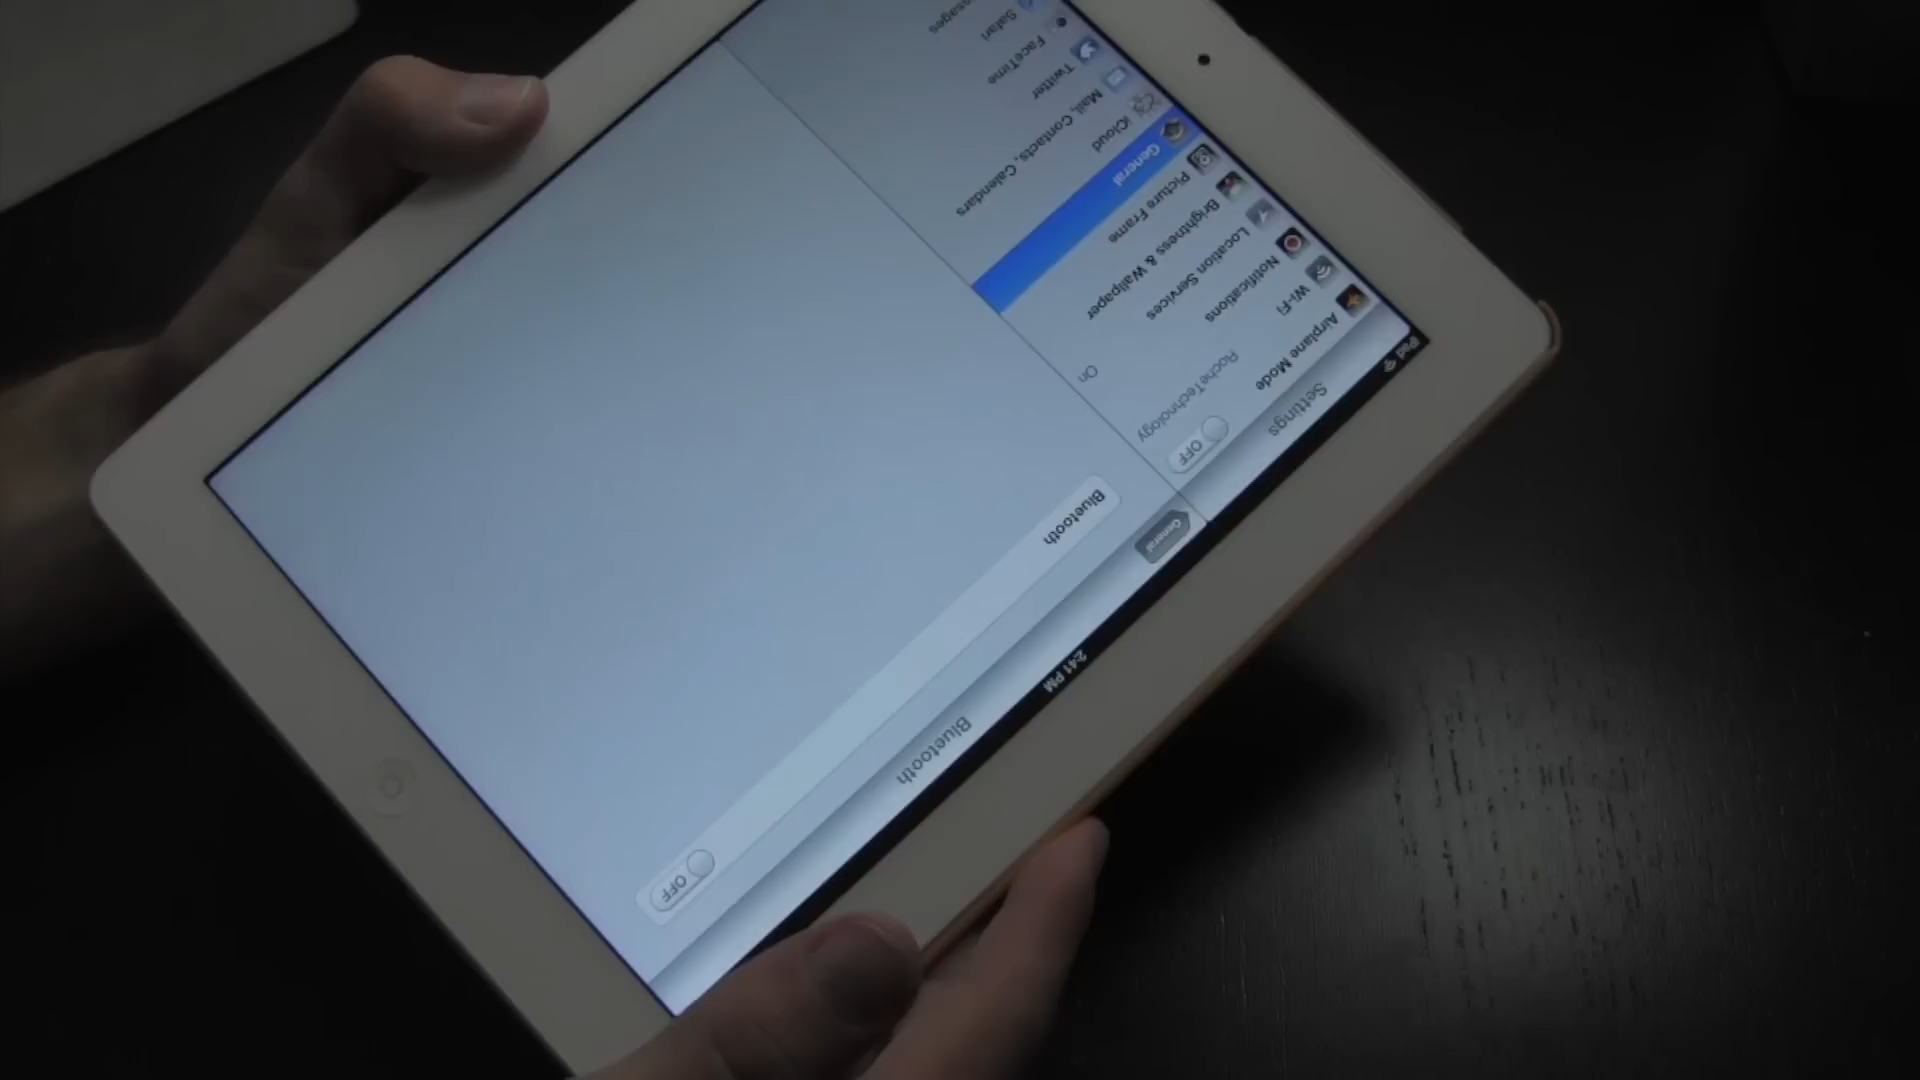 iPad
2:41 PM
Settings
Airplane Mode OFF
Wi-Fi RocheTechnology
Notifications
Location Services On
Brightness & Wallpaper
Picture Frame
General
iCloud
Mail, Contacts, Calendars
Twitter
FaceTime
Safari
General
Bluetooth
Bluetooth OFF